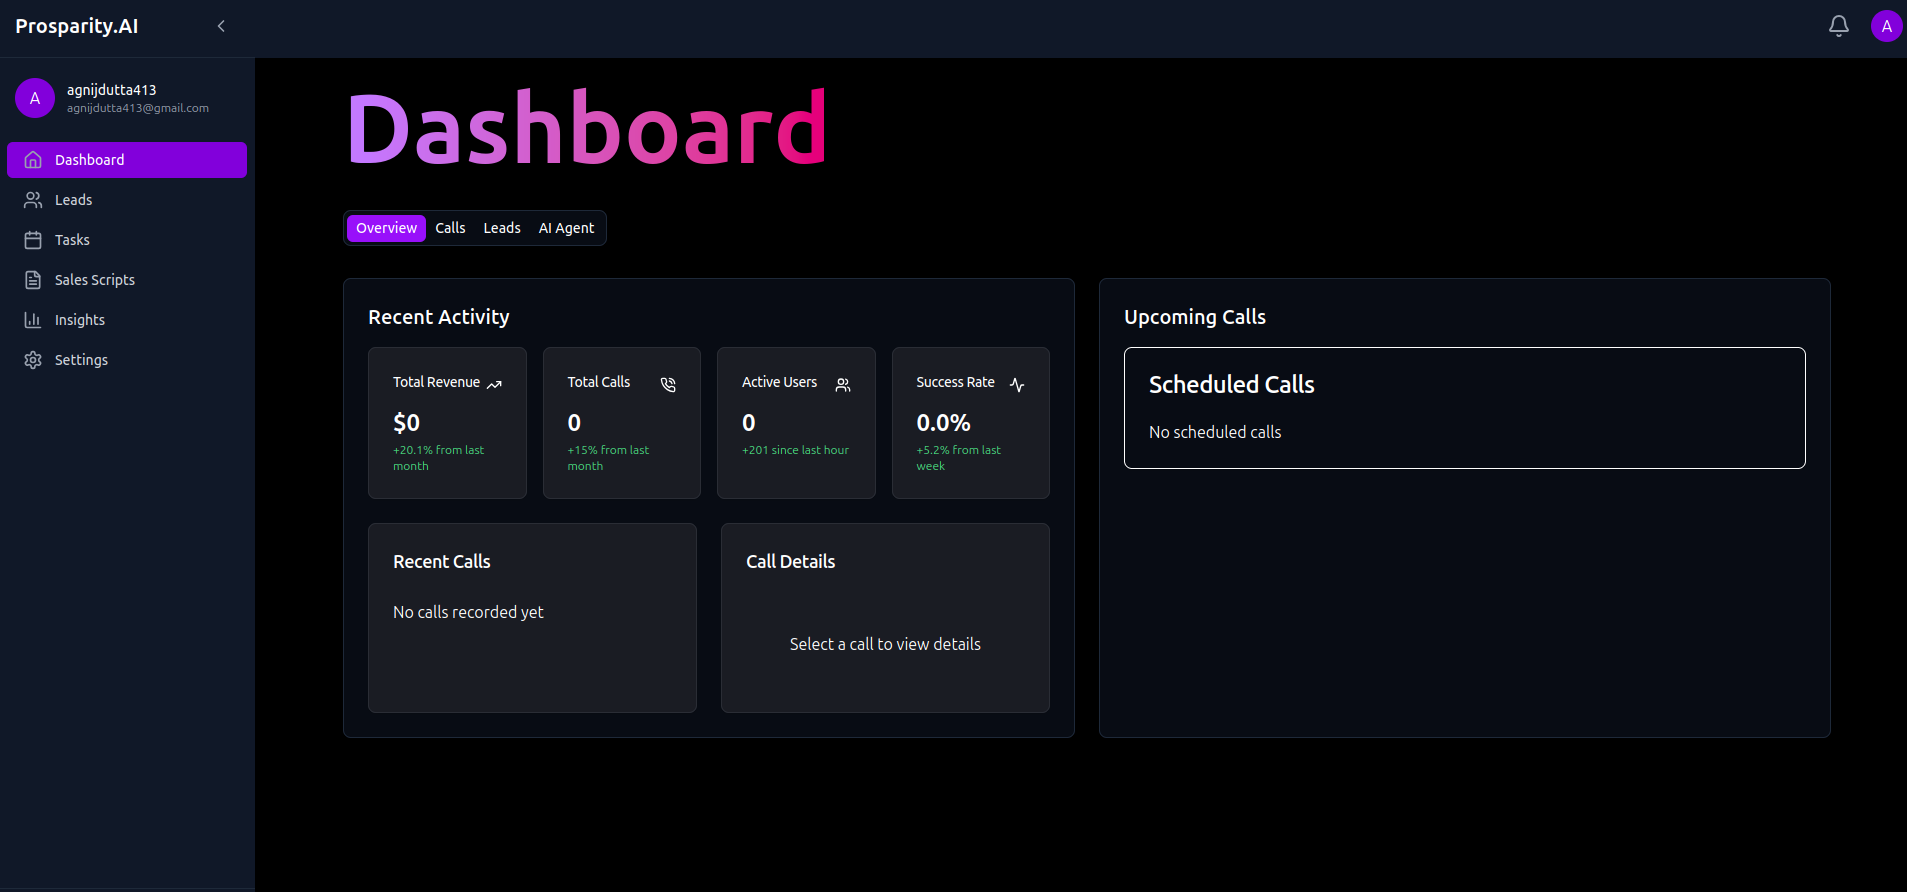 Prosparity.AI
A
A
agnijdutta413
agnijdutta413@gmail.com
Dashboard
Leads
Tasks
Sales Scripts
Insights
Settings
Dashboard
Overview Calls Leads AI Agent
Recent Activity
Total Revenue
$0
+20.1% from last
month
Total Calls
0
+15% from last
month
Active Users
0
+201 since last hour
Success Rate
0.0%
+5.2% from last
week
Recent Calls
No calls recorded yet
Call Details
Select a call to view details
Upcoming Calls
Scheduled Calls
No scheduled calls